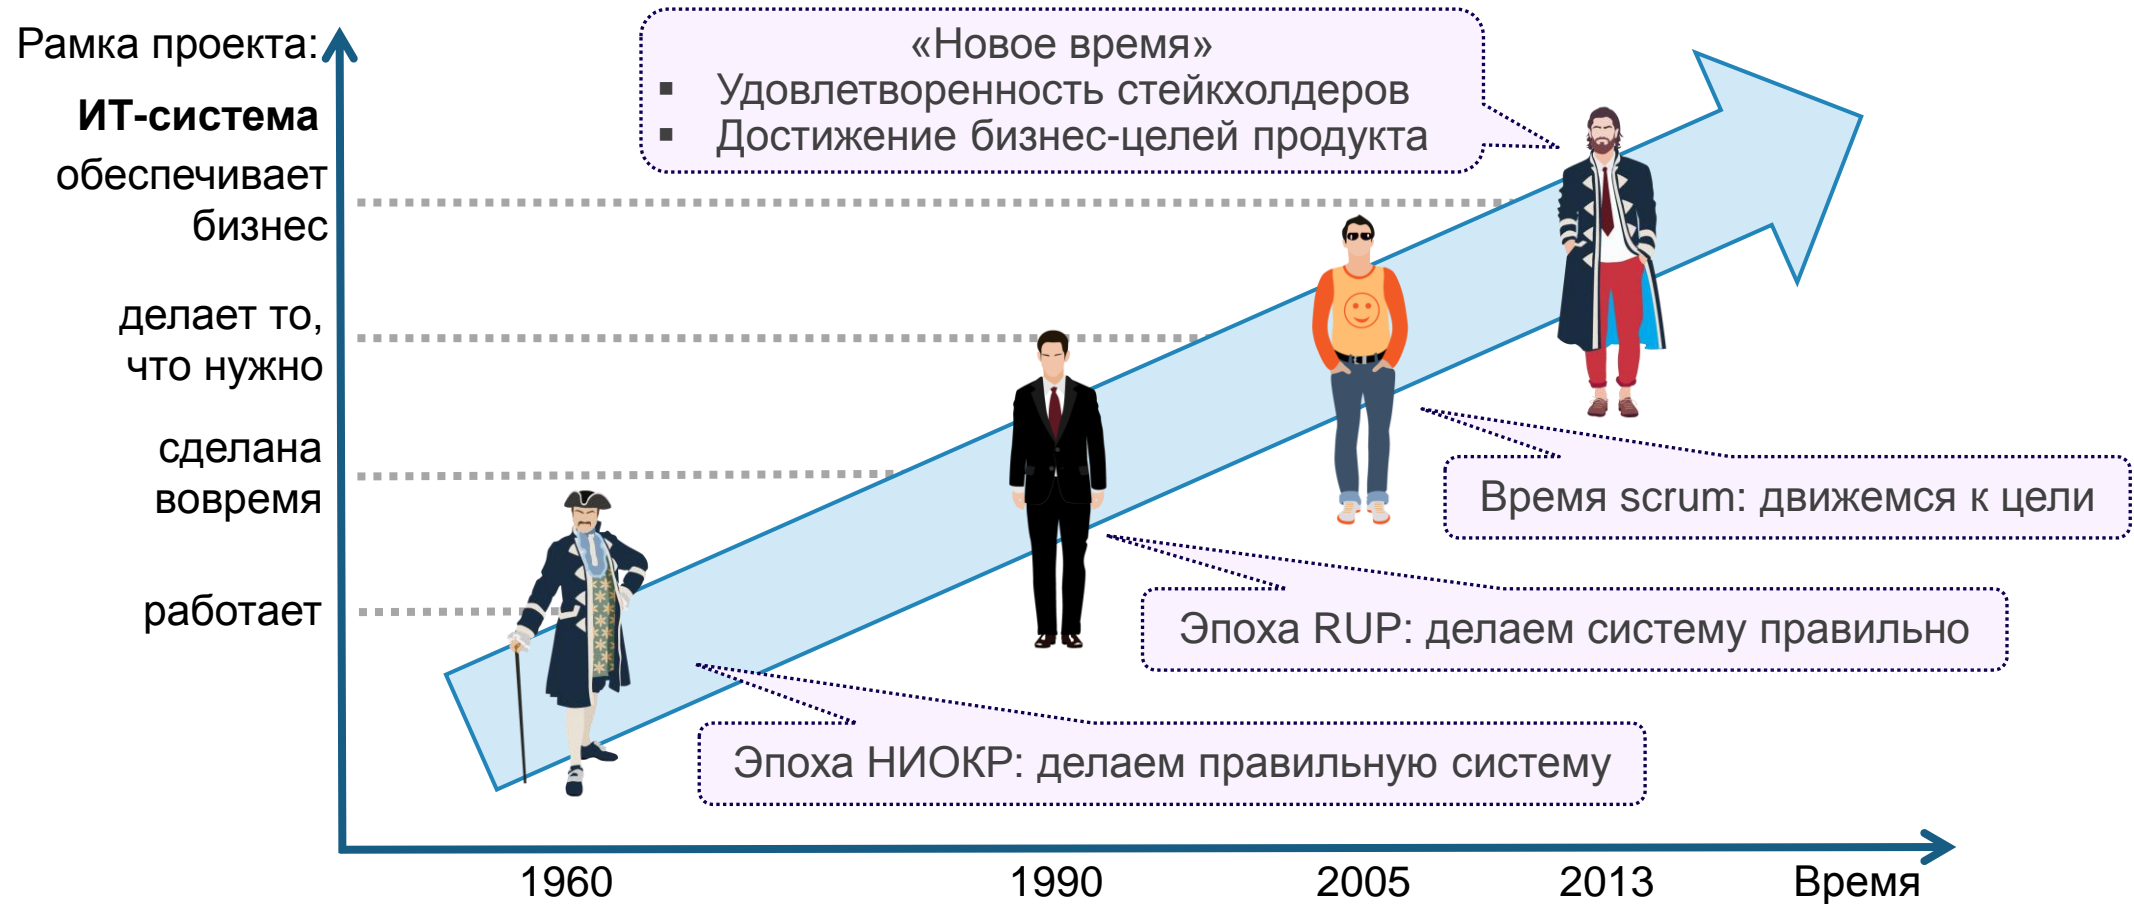 Рамка проекта:
ИТ-система
обеспечивает
бизнес
делает то,
что нужно
сделана
вовремя
работает
«Новое время»
▪ Удовлетворенность стейкхолдеров
▪ Достижение бизнес-целей продукта
Время scrum: движемся к цели
Эпоха RUP: делаем систему правильно
Эпоха НИОКР: делаем правильную систему
1960 1990 2005 2013 Время